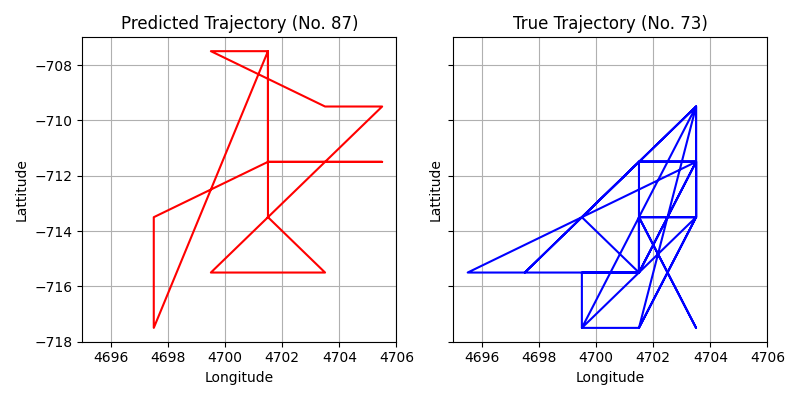 Predicted Trajectory (No. 87)
True Trajectory (No. 73)
−708
−710
−712
−714
−716
−718
Lattitude
Lattitude
4696 4698 4700 4702 4704 4706
4696 4698 4700 4702 4704 4706
Longitude
Longitude